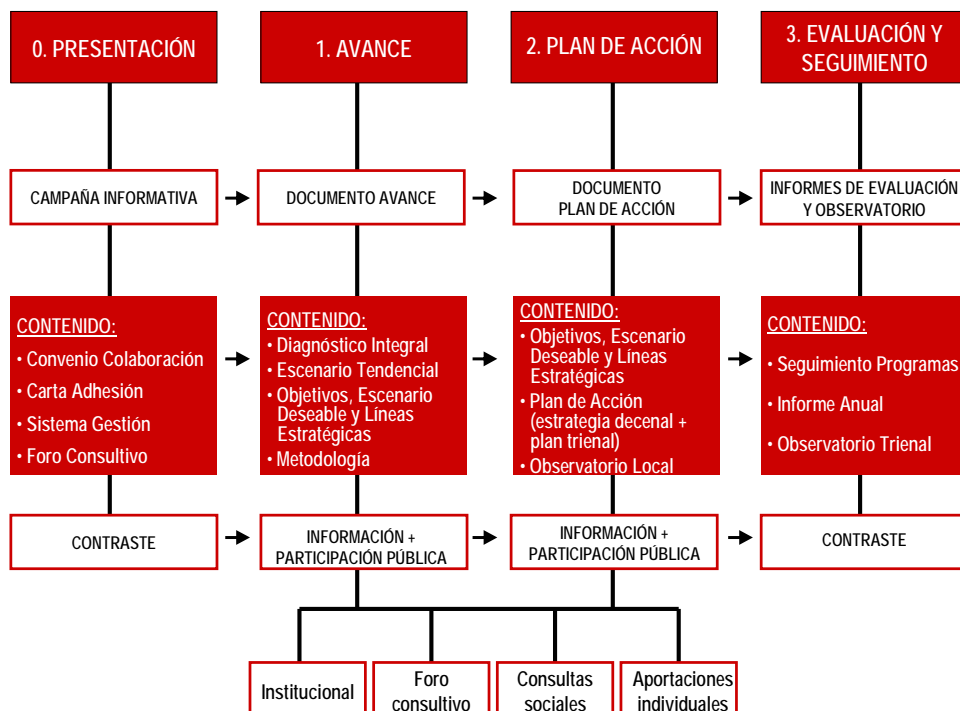 0. PRESENTACIÓN
1. AVANCE
2. PLAN DE ACCIÓN
3. EVALUACIÓN Y
SEGUIMIENTO
CAMPAÑA INFORMATIVA
DOCUMENTO AVANCE
DOCUMENTO
PLAN DE ACCIÓN
INFORMES DE EVALUACIÓN
Y OBSERVATORIO
CONTENIDO:
• Convenio Colaboración
• Carta Adhesión
• Sistema Gestión
• Foro Consultivo
CONTENIDO:
• Diagnóstico Integral
• Escenario Tendencial
• Objetivos, Escenario
Deseable y Líneas
Estratégicas
• Metodología
CONTENIDO:
• Objetivos, Escenario
Deseable y Líneas
Estratégicas
• Plan de Acción
(estrategia decenal +
plan trienal)
• Observatorio Local
CONTENIDO:
• Seguimiento Programas
• Informe Anual
• Observatorio Trienal
CONTRASTE
INFORMACIÓN +
PARTICIPACIÓN PÚBLICA
INFORMACIÓN +
PARTICIPACIÓN PÚBLICA
CONTRASTE
Institucional
Foro
consultivo
Consultas
sociales
Aportaciones
individuales